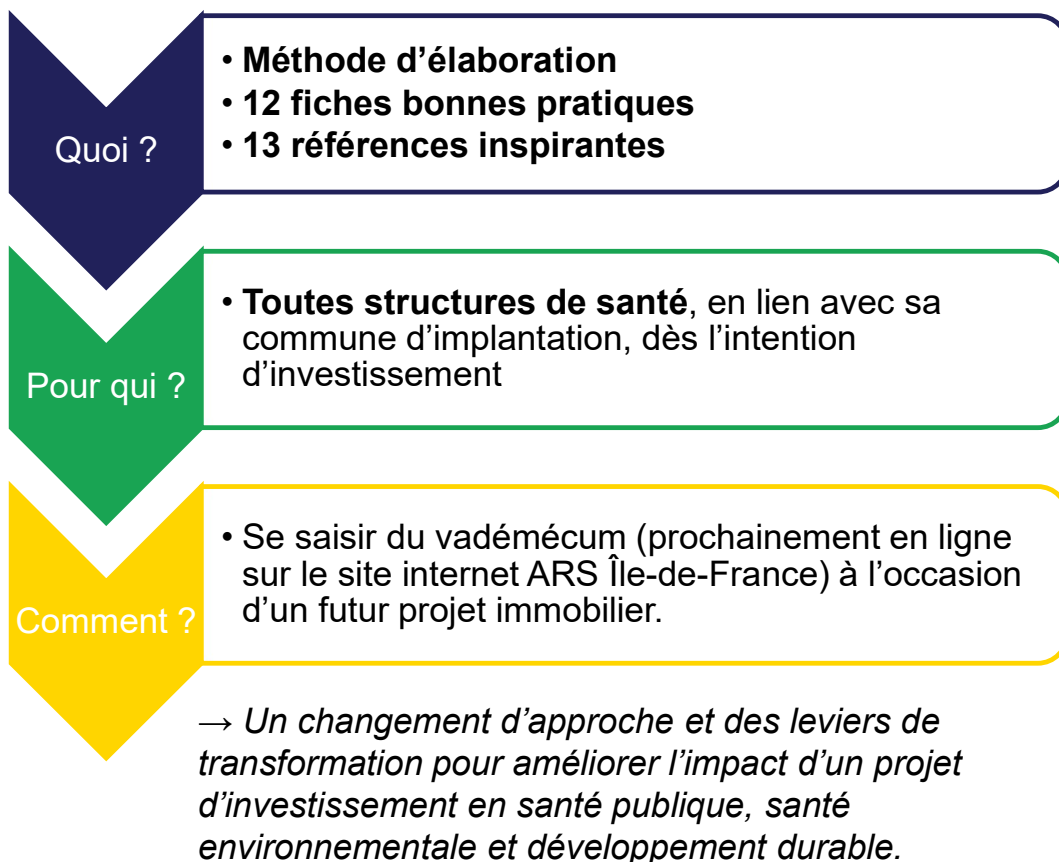 Quoi ?
• Méthode d’élaboration
• 12 fiches bonnes pratiques
• 13 références inspirantes
Pour qui ?
• Toutes structures de santé, en lien avec sa
commune d’implantation, dès l’intention
d’investissement
Comment ?
• Se saisir du vadémécum (prochainement en ligne
sur le site internet ARS Île-de-France) à l’occasion
d’un futur projet immobilier.
→ Un changement d’approche et des leviers de
transformation pour améliorer l’impact d’un projet
d’investissement en santé publique, santé
environnementale et développement durable.